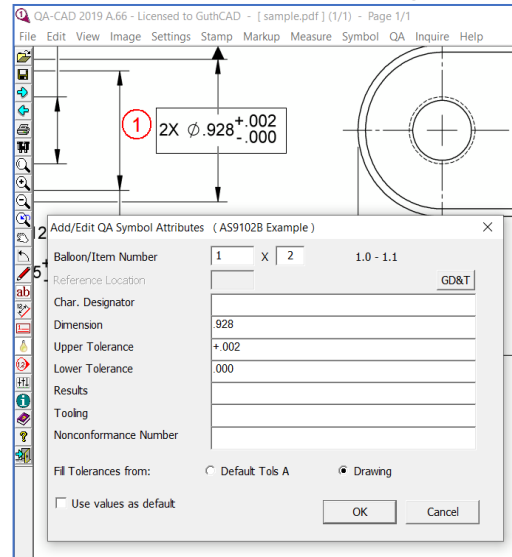 QA-CAD 2019 A.66 - Licensed to GuthCAD - [ sample.pdf ] (1/1) - Page 1/1
File Edit View Image Settings Stamp Markup Measure Symbol QA Inquire Help
1 2X Ø.928 +.002
-.000
Add/Edit QA Symbol Attributes ( AS9102B Example )
Balloon/Item Number 1 X 2 1.0 - 1.1
Reference Location GD&T
Char. Designator
Dimension .928
Upper Tolerance +.002
Lower Tolerance .000
Results
Tooling
Nonconformance Number
Fill Tolerances from: Default Tols A Drawing
Use values as default OK Cancel